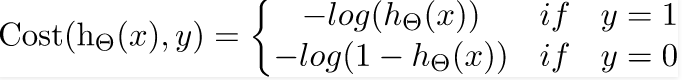 Cost(h_Θ(x), y) = { −log(h_Θ(x)) if y = 1
−log(1 − h_Θ(x)) if y = 0